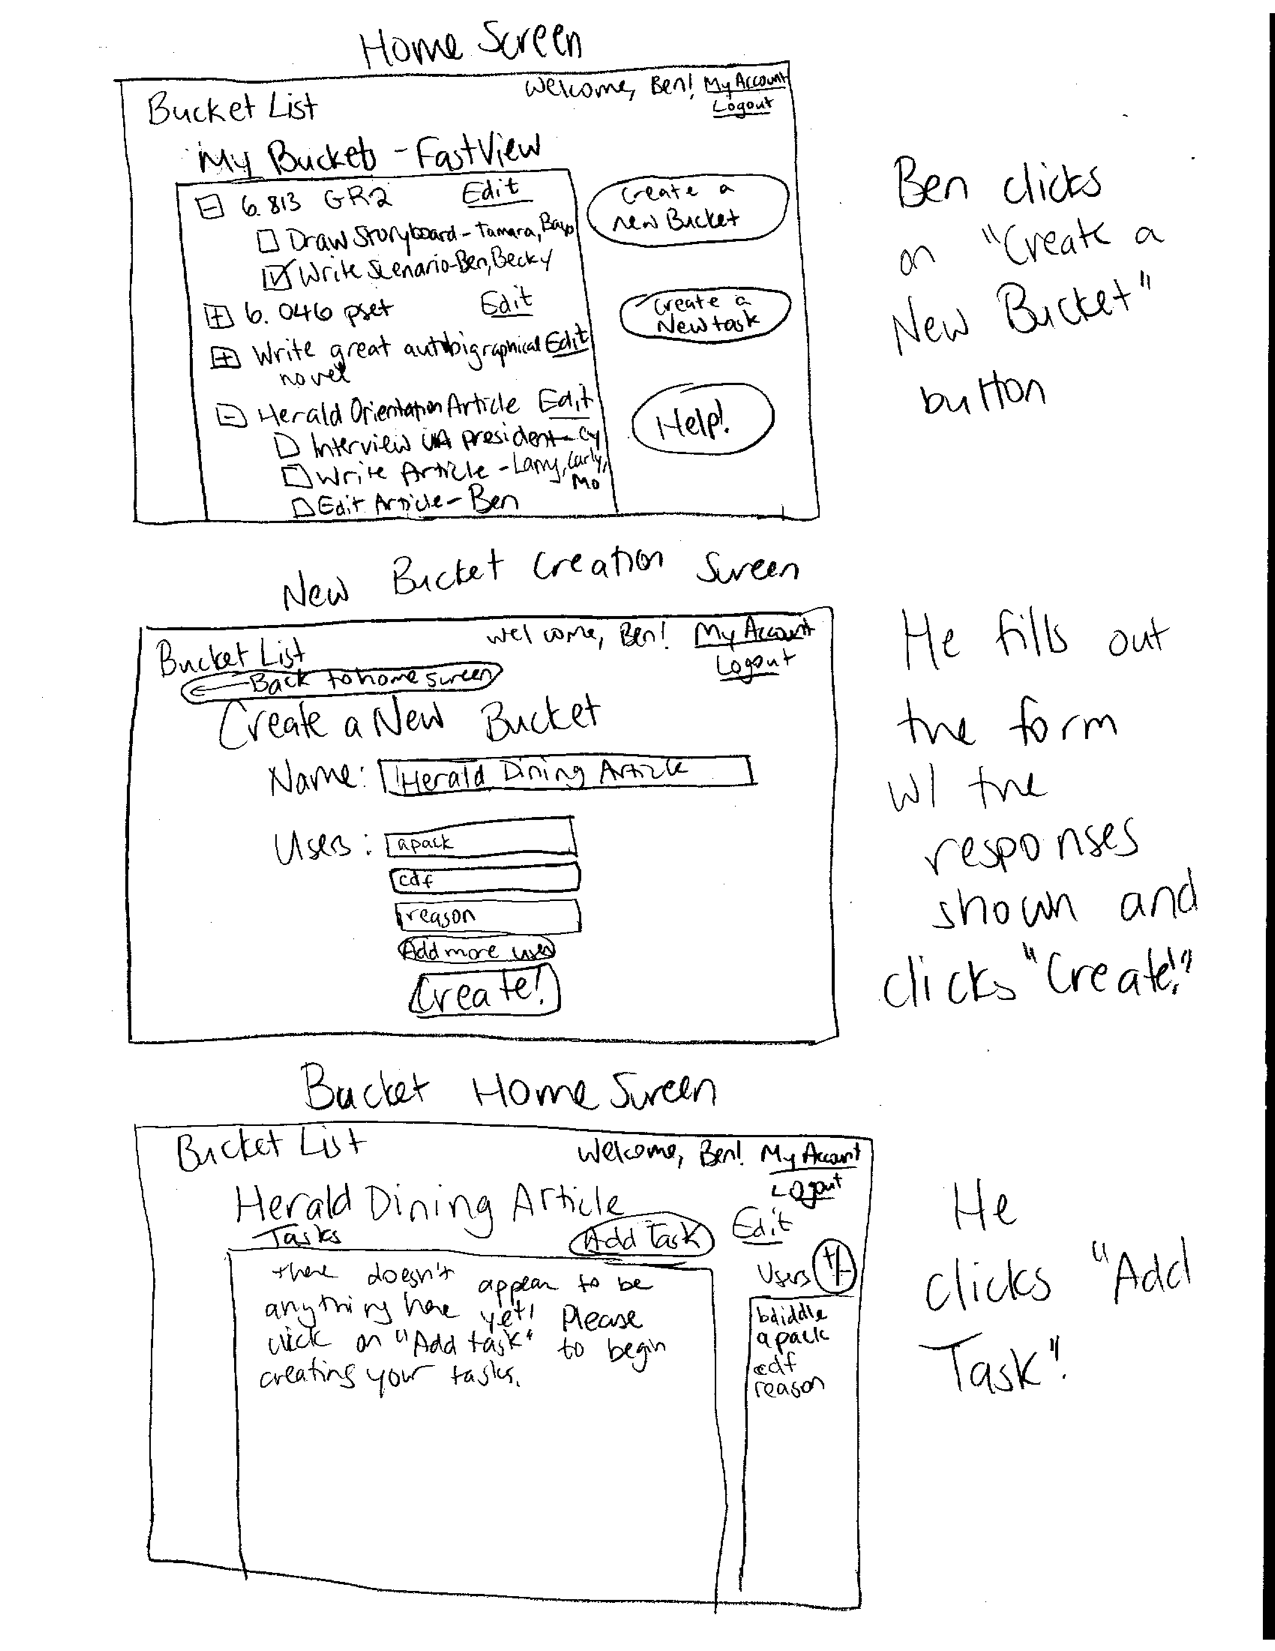 Home Screen
Welcome, Ben! My Account
Logout
Bucket List
My Buckets - FastView
6.813 GR2 Edit
Draw Storyboard - Tamara, Bayo
Write Scenario - Ben, Becky
6.046 pset Edit
Write great autobigraphical Edit
novel
Herald Orientation Article Edit
Interview UA president - Cy
Write Article - Larry, Curly,
Mo
Edit Article - Ben
Create a
new Bucket
Create a
New task
Help!
Ben clicks
on "Create a
New Bucket"
button
New Bucket Creation Screen
Bucket List
Welcome, Ben! My Account
Logout
← Back to home screen
Create a New Bucket
Name: Herald Dining Article
Users: apack
cdf
reason
Add more users
Create!
He fills out
the form
w/ the
responses
shown and
clicks "Create!"
Bucket Home Screen
Bucket List
Welcome, Ben! My Account
Logout
Herald Dining Article
Edit
Tasks
Add Task
Users +/-
there doesn't appear to be
anything here yet! Please
click on "Add task" to begin
creating your tasks.
bdiddle
apack
cdf
reason
He
clicks "Add
Task".